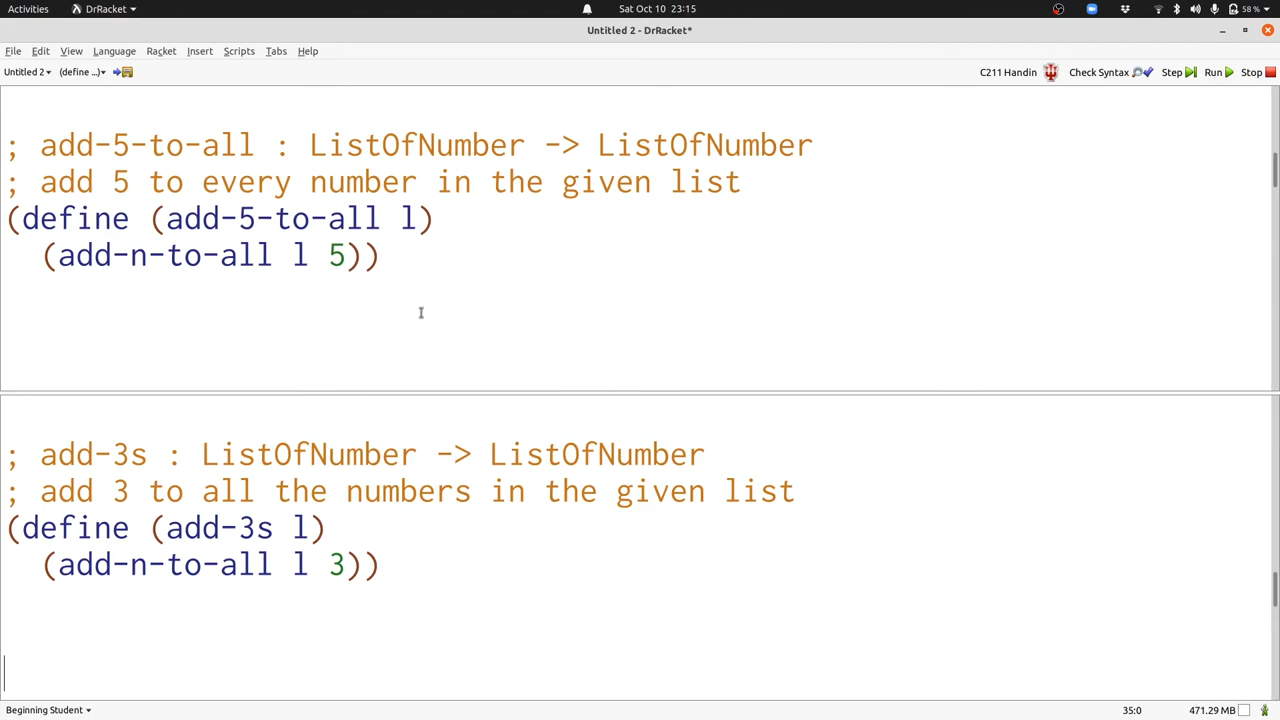 Activities DrRacket Sat Oct 10 23:15 58 %
Untitled 2 - DrRacket*
File Edit View Language Racket Insert Scripts Tabs Help
Untitled 2 (define ...) C211 Handin Check Syntax Step Run Stop
; add-5-to-all : ListOfNumber -> ListOfNumber
; add 5 to every number in the given list
(define (add-5-to-all l)
(add-n-to-all l 5))
; add-3s : ListOfNumber -> ListOfNumber
; add 3 to all the numbers in the given list
(define (add-3s l)
(add-n-to-all l 3))
Beginning Student 35:0 471.29 MB